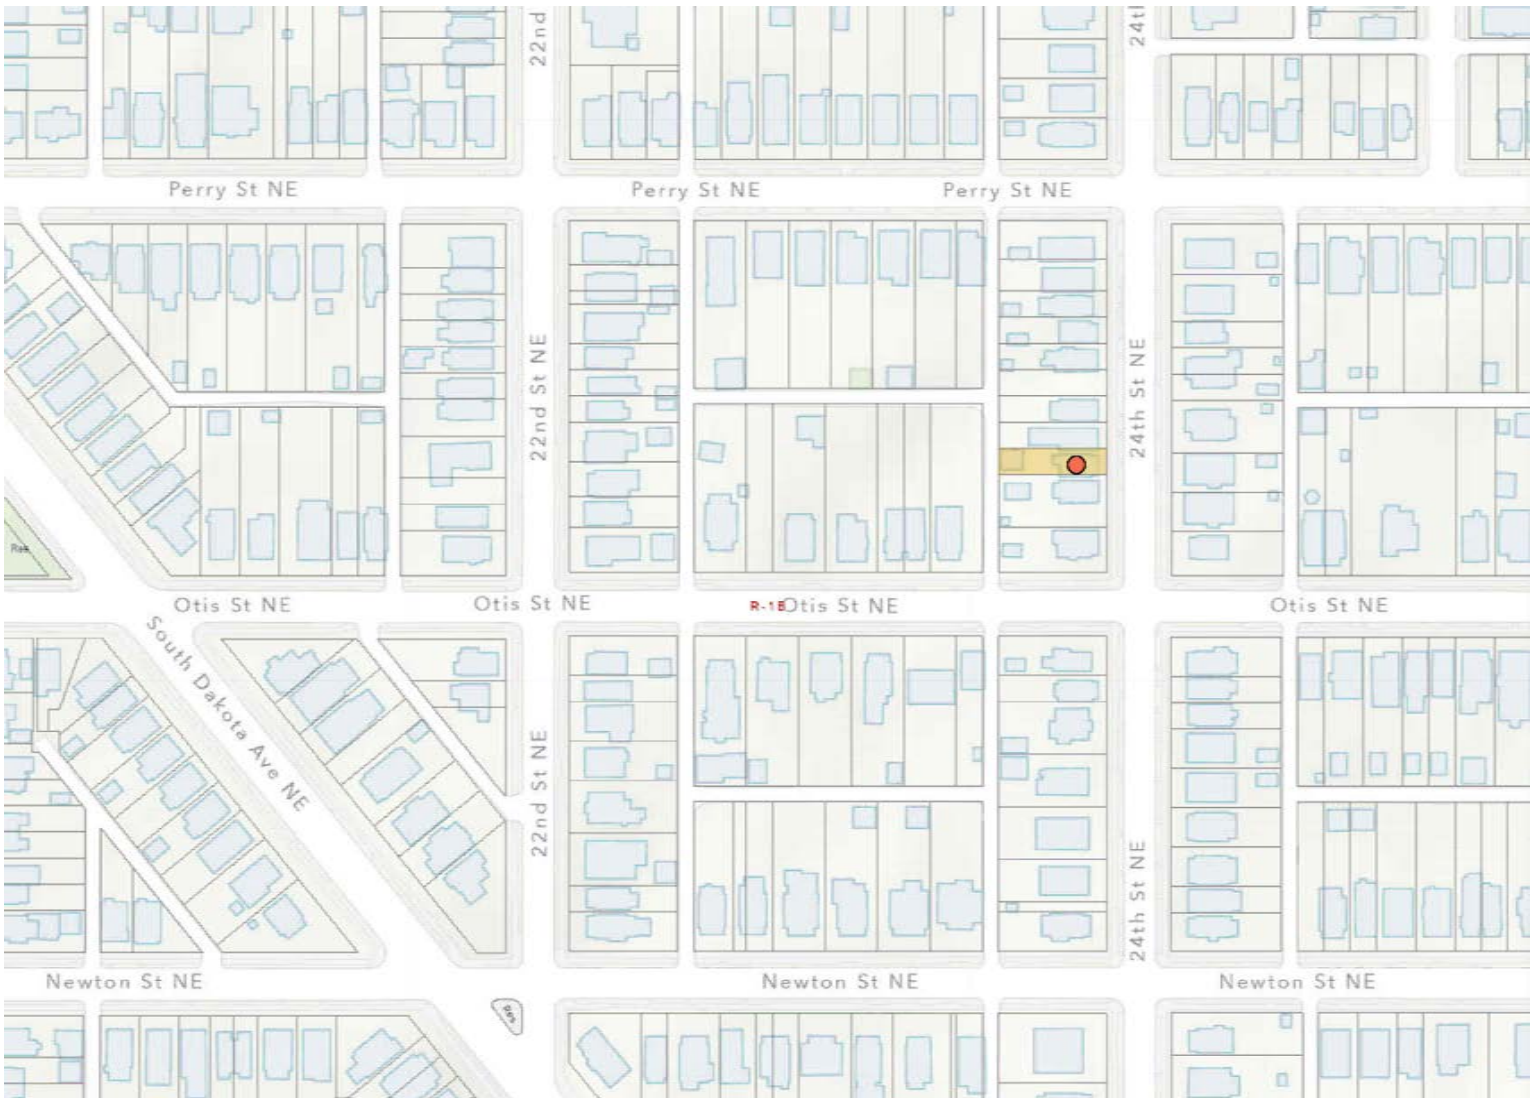 22nd
24th
Perry St NE
Perry St NE
Perry St NE
22nd St NE
24th St NE
Res
Otis St NE
Otis St NE
R-1B
Otis St NE
Otis St NE
South Dakota Ave NE
22nd St NE
24th St NE
Newton St NE
Newton St NE
Newton St NE
Res